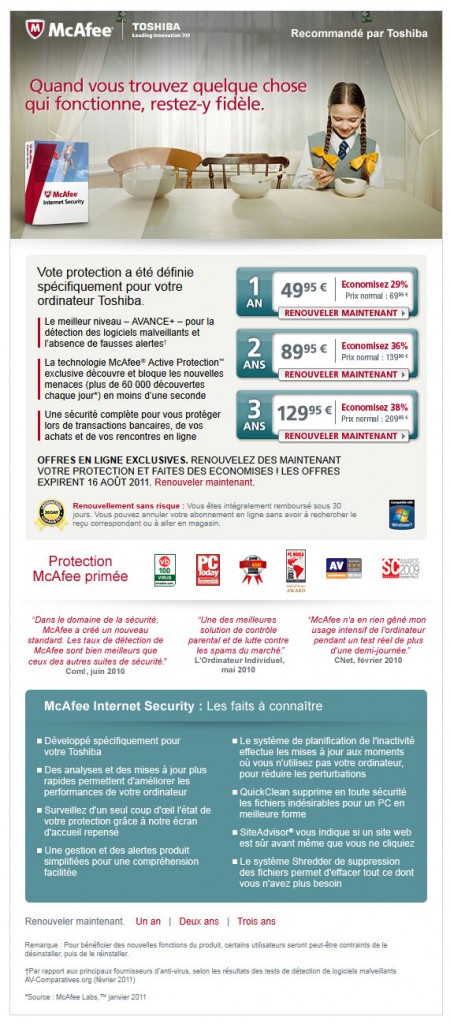 McAfee
TOSHIBA
Leading Innovation >>>
Recommandé par Toshiba
Quand vous trouvez quelque chose
qui fonctionne, restez-y fidèle.
McAfee
Internet Security
Vote protection a été définie
spécifiquement pour votre
ordinateur Toshiba.
Le meilleur niveau – AVANCE+ – pour la
détection des logiciels malveillants et
l'absence de fausses alertes†
La technologie McAfee® Active Protection™
exclusive découvre et bloque les nouvelles
menaces (plus de 60 000 découvertes
chaque jour*) en moins d'une seconde
Une sécurité complète pour vous protéger
lors de transactions bancaires, de vos
achats et de vos rencontres en ligne
1 AN
49,95 €
Economisez 29%
Prix normal : 69,95 €
RENOUVELER MAINTENANT
2 ANS
89,95 €
Economisez 36%
Prix normal : 139,90 €
RENOUVELER MAINTENANT
3 ANS
129,95 €
Economisez 38%
Prix normal : 209,85 €
RENOUVELER MAINTENANT
OFFRES EN LIGNE EXCLUSIVES. RENOUVELEZ DES MAINTENANT
VOTRE PROTECTION ET FAITES DES ECONOMISES ! LES OFFRES
EXPIRENT 16 AOÛT 2011. Renouveler maintenant.
30 DAY
Renouvellement sans risque : Vous êtes intégralement remboursé sous 30
jours. Vous pouvez annuler votre abonnement en ligne sans avoir à rechercher le
reçu correspondant ou à aller en magasin.
Compatible with
Windows 7
Protection
McAfee primée
vb
100
VIRUS
PC
Today
PC WORLD
AWARD
AV
SC
AWARDS
2009
"Dans le domaine de la sécurité,
McAfee a créé un nouveau
standard. Les taux de détection de
McAfee sont bien meilleurs que
ceux des autres suites de sécurité."
Com!, juin 2010
"Une des meilleures
solution de contrôle
parental et de lutte contre
les spams du marché."
L'Ordinateur Individuel,
mai 2010
"McAfee n'a en rien géné mon
usage intensif de l'ordinateur
pendant un test réel de plus
d'une demi-journée."
CNet, février 2010
McAfee Internet Security : Les faits à connaître
Développé spécifiquement pour
votre Toshiba
Des analyses et des mises à jour plus
rapides permettent d'améliorer les
performances de votre ordinateur
Surveillez d'un seul coup d'œil l'état de
votre protection grâce à notre écran
d'accueil repensé
Une gestion et des alertes produit
simplifiées pour une compréhension
facilitée
Le système de planification de l'inactivité
effectue les mises à jour aux moments
où vous n'utilisez pas votre ordinateur,
pour réduire les perturbations
QuickClean supprime en toute sécurité
les fichiers indésirables pour un PC en
meilleure forme
SiteAdvisor® vous indique si un site web
est sûr avant même que vous ne cliquiez
Le système Shredder de suppression
des fichiers permet d'effacer tout ce dont
vous n'avez plus besoin
Renouveler maintenant. Un an | Deux ans | Trois ans
Remarque : Pour bénéficier des nouvelles fonctions du produit, certains utilisateurs seront peut-être contraints de le
désinstaller, puis de le réinstaller.
†Par rapport aux principaux fournisseurs d'anti-virus, selon les résultats des tests de détection de logiciels malveillants
AV-Comparatives.org (février 2011)
*Source : McAfee Labs,™ janvier 2011